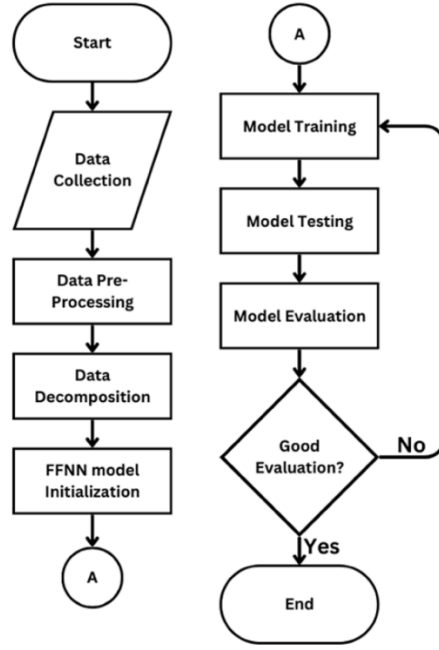 Start
Data
Collection
Data Pre-
Processing
Data
Decomposition
FFNN model
Initialization
A
A
Model Training
Model Testing
Model Evaluation
Good
Evaluation?
No
Yes
End